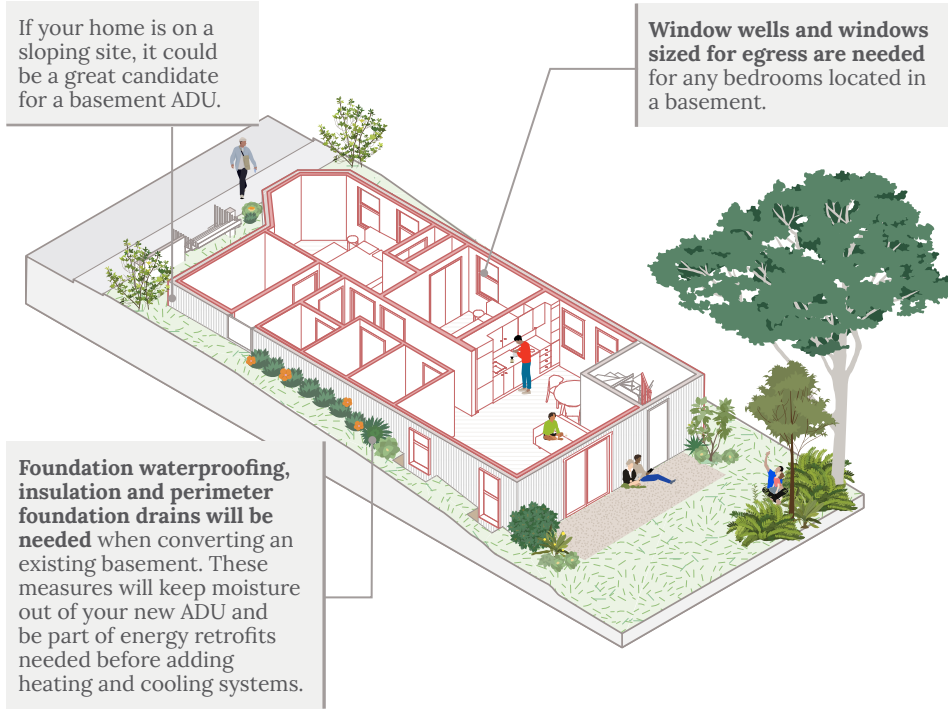 If your home is on a
sloping site, it could
be a great candidate
for a basement ADU.
Window wells and windows
sized for egress are needed
for any bedrooms located in
a basement.
Foundation waterproofing,
insulation and perimeter
foundation drains will be
needed when converting an
existing basement. These
measures will keep moisture
out of your new ADU and
be part of energy retrofits
needed before adding
heating and cooling systems.